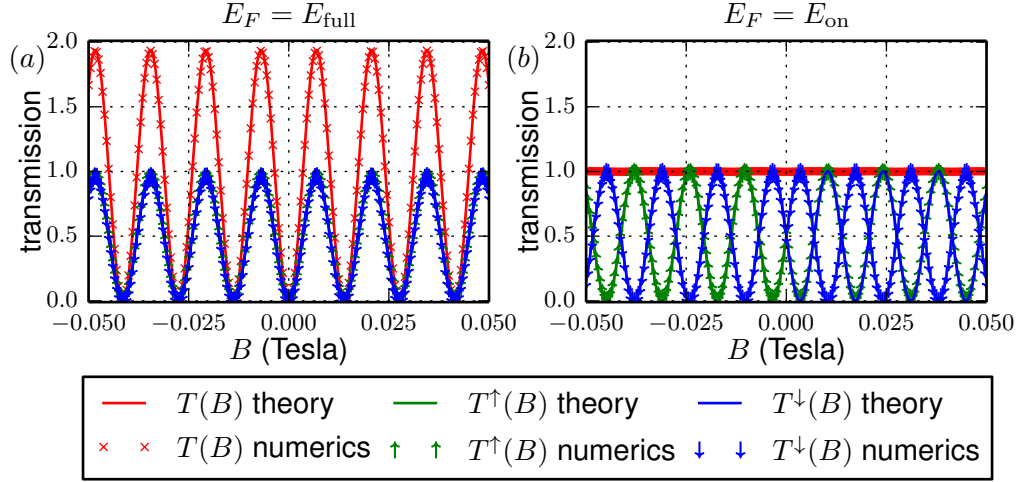 E_F = E_full
E_F = E_on
(a)
(b)
transmission
2.0
1.5
1.0
0.5
0.0
−0.050
−0.025
0.000
0.025
0.050
B (Tesla)
transmission
2.0
1.5
1.0
0.5
0.0
−0.050
−0.025
0.000
0.025
0.050
B (Tesla)
T(B) theory
T↑(B) theory
T↓(B) theory
T(B) numerics
T↑(B) numerics
T↓(B) numerics